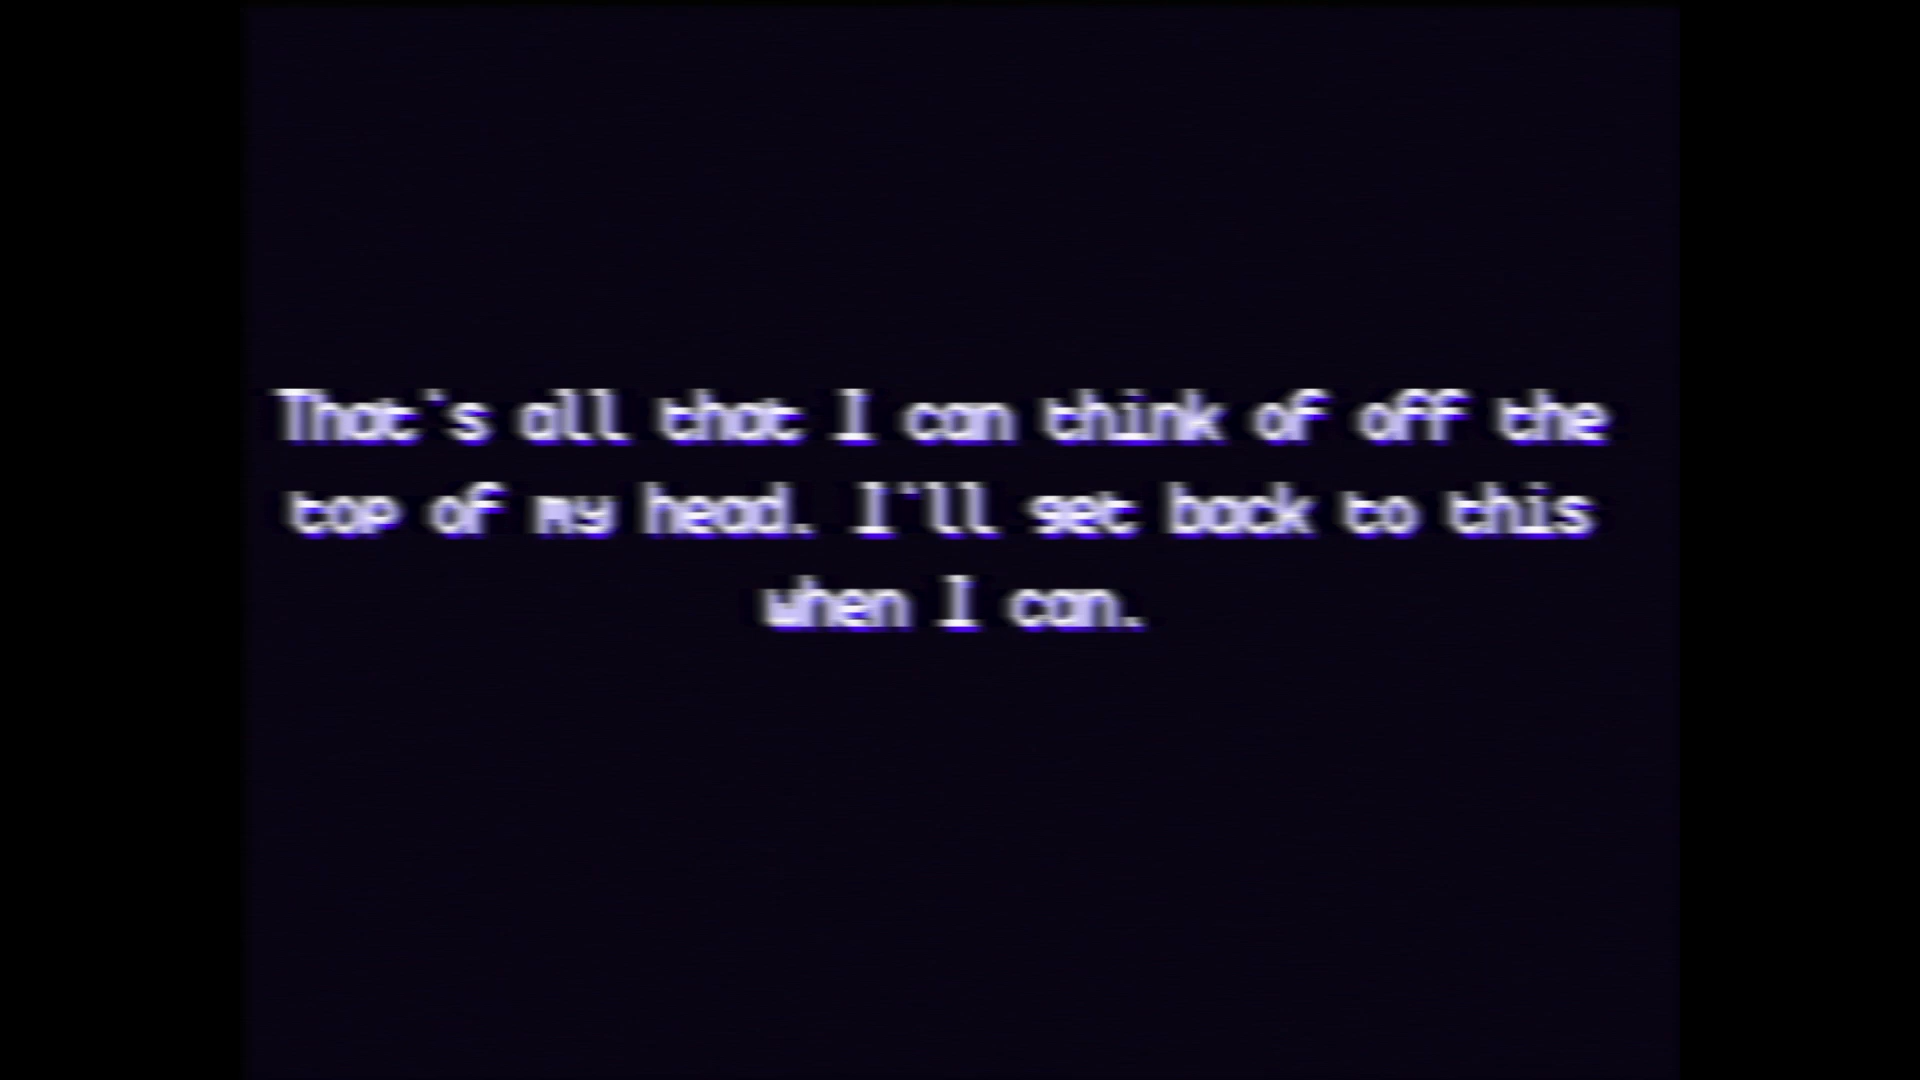 That's all that I can think of off the
top of my head. I'll get back to this
when I can.